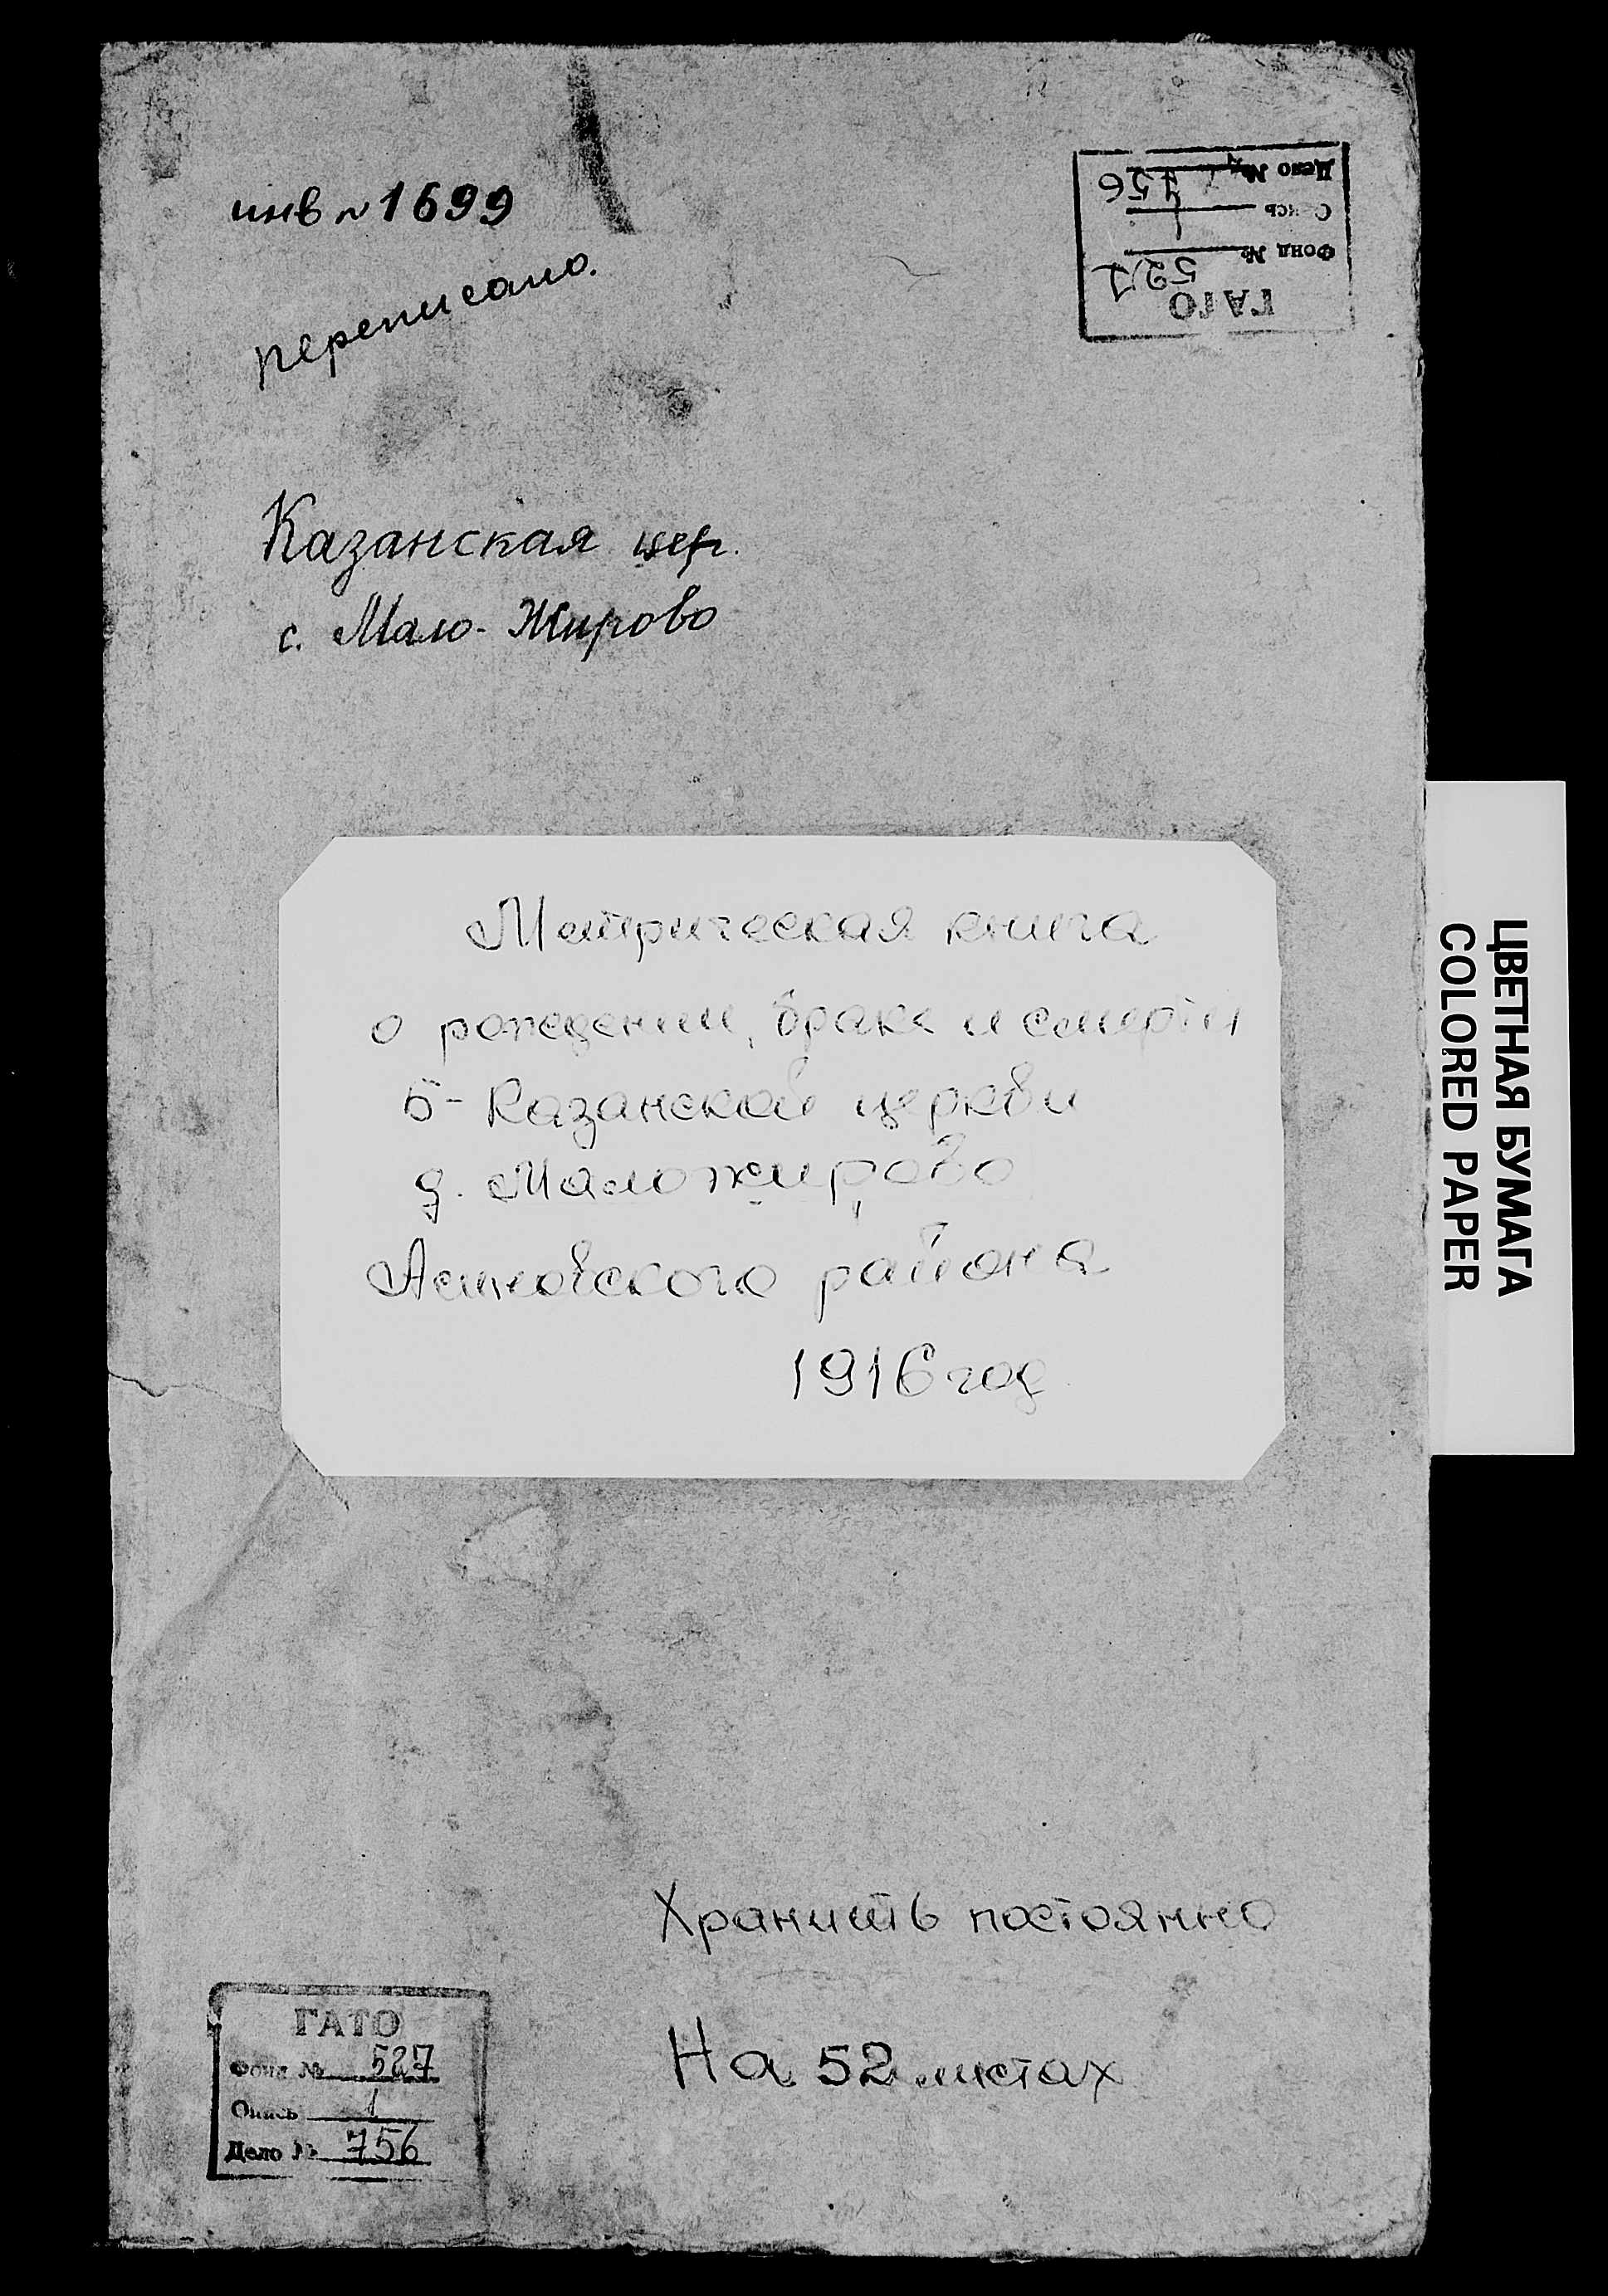 инв № 1699
переписано.
ГАТО
Фонд № 527
Опись 1
Дело № 756
Казанская цер.
с. Мало-Жирово
Метрическая книга
о рождении, браке и смерти
Б-Казанской церкви
д. Маложирово
района
1916 год
ЦВЕТНАЯ БУМАГА
COLORED PAPER
Хранить постоянно
На 52 листах
ГАТО
Фонд № 527
Опись 1
Дело № 756